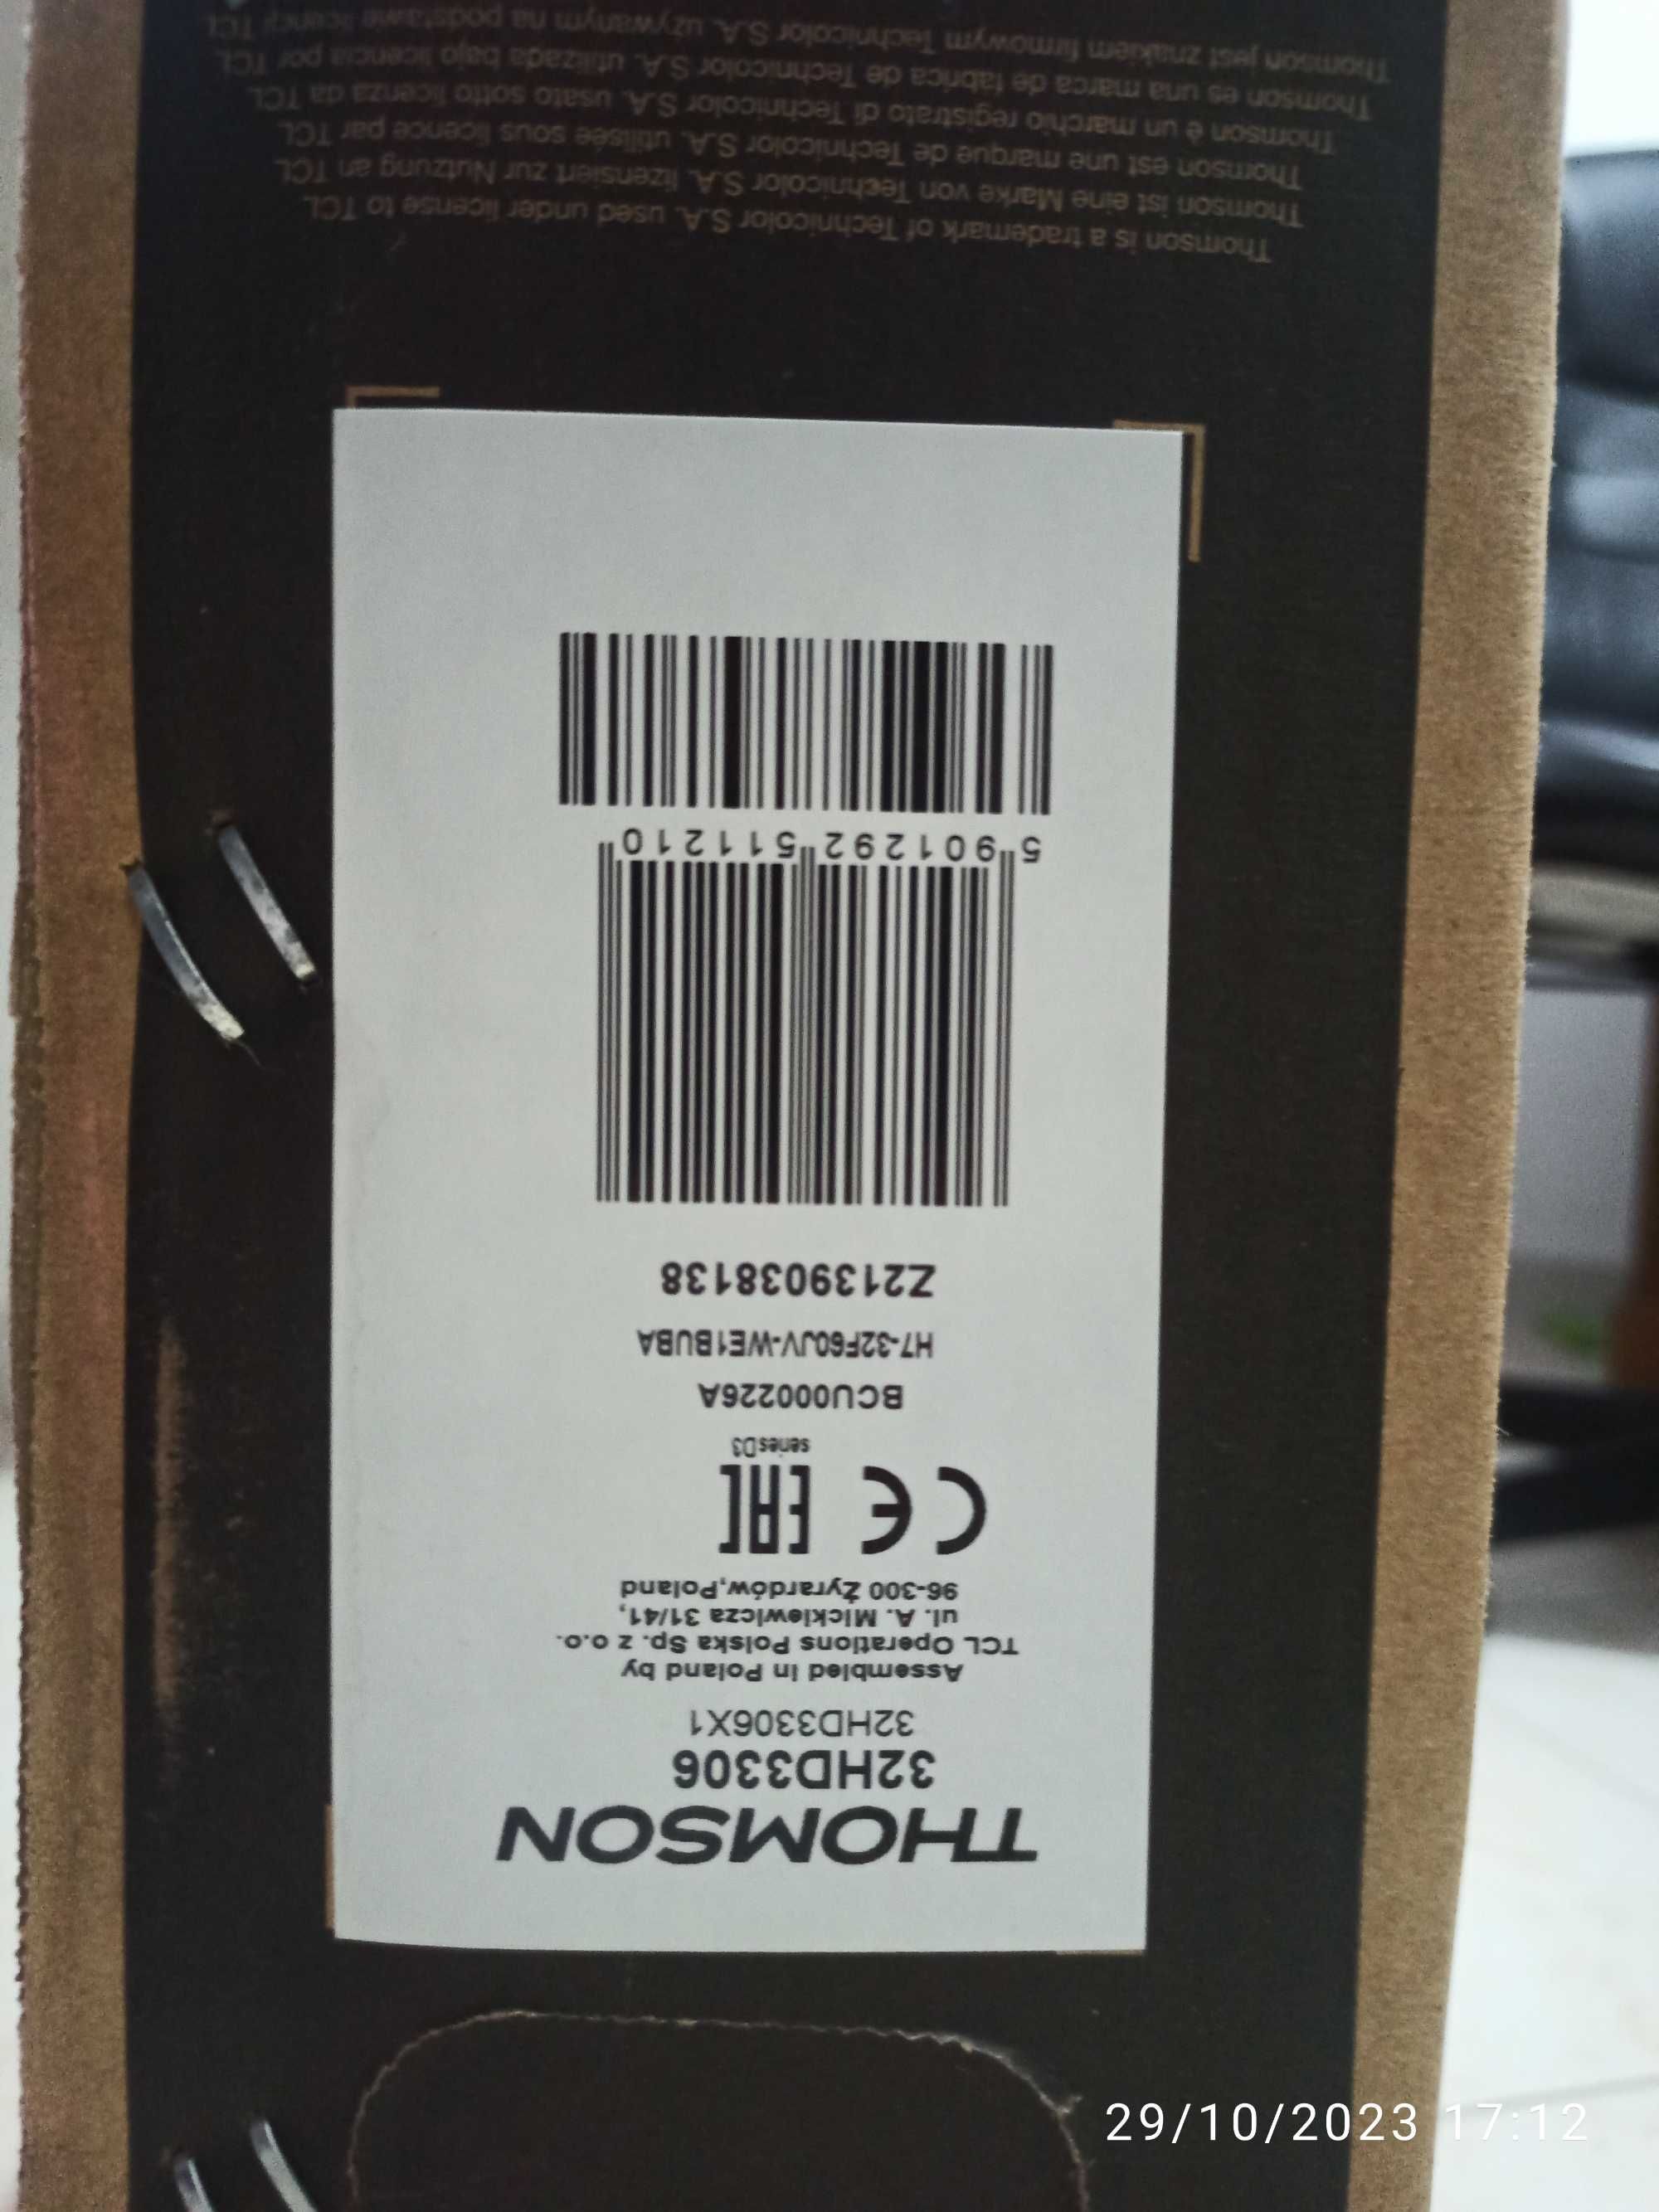 THOMSON
32HD3306
32HD3306X1
Assembled in Poland by
TCL Operations Polska Sp. z o.o.
ul. A. Mickiewicza 31/41,
96-300 Żyrardów,Poland
CE EAC
series D3
BCU000226A
H7-32F60JV-WE1BUBA
Z2139038138
5 901292 511210
Thomson is a trademark of Technicolor S.A. used under license to TCL
Thomson ist eine Marke von Technicolor S.A. lizensiert zur Nutzung an TCL
Thomson est une marque de Technicolor S.A. utilisée sous licence par TCL
Thomson è un marchio registrato di Technicolor S.A. usato sotto licenza da TCL
Thomson es una marca de fabrica de Technicolor S.A. utilizada bajo licencia por TCL
Thomson jest znakiem firmowym Technicolor S.A. używanym na podstawie licencji TCL
29/10/2023 17:12